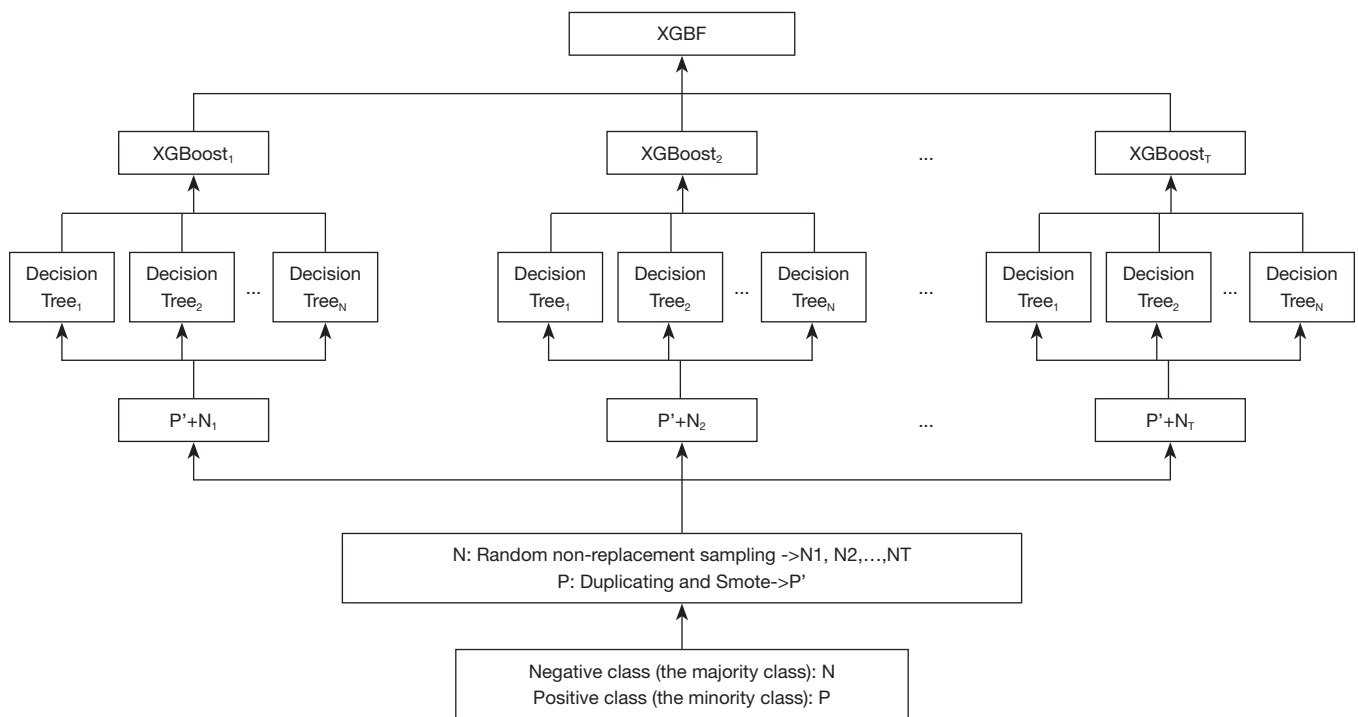 XGBF
XGBoost₁
XGBoost₂
...
XGBoostT
Decision
Tree₁
Decision
Tree₂
...
Decision
TreeN
Decision
Tree₁
Decision
Tree₂
...
Decision
TreeN
...
Decision
Tree₁
Decision
Tree₂
...
Decision
TreeN
P'+N₁
P'+N₂
...
P'+NT
N: Random non-replacement sampling ->N1, N2,...,NT
P: Duplicating and Smote->P'
Negative class (the majority class): N
Positive class (the minority class): P